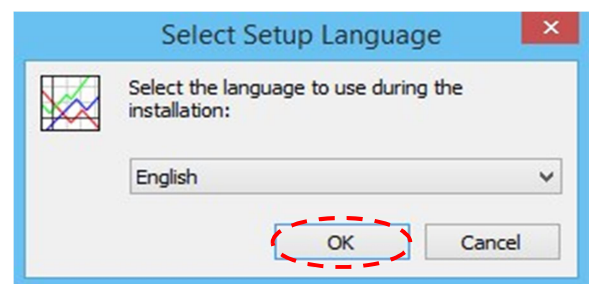 Select Setup Language
Select the language to use during the
installation:
English
OK
Cancel